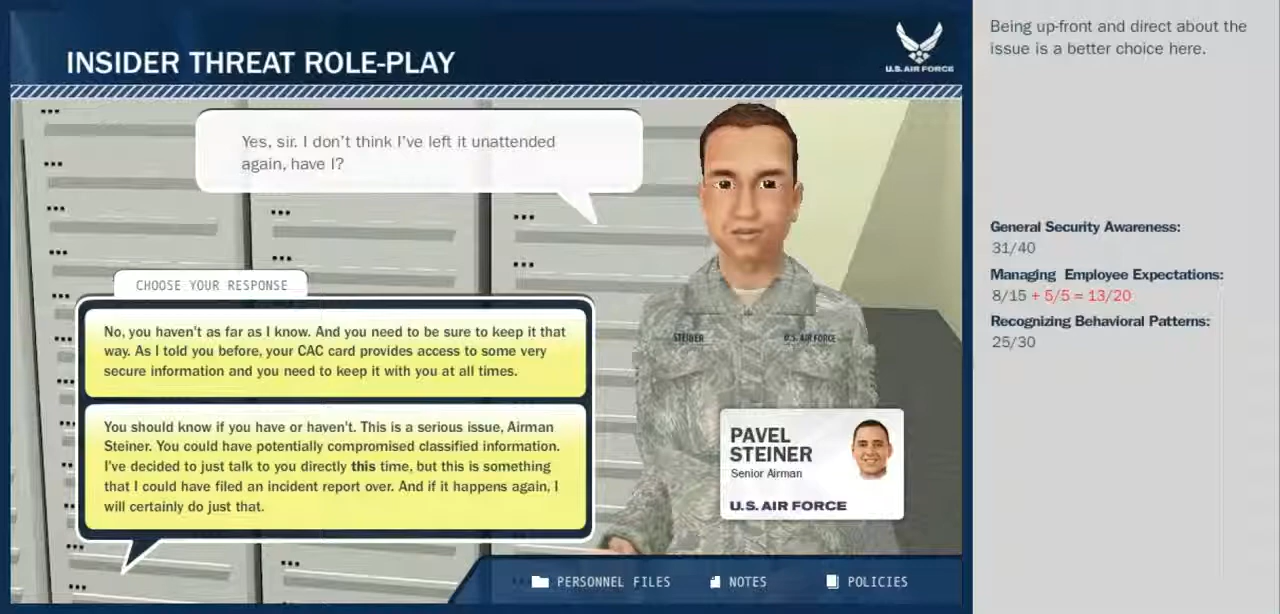 INSIDER THREAT ROLE-PLAY
U.S. AIR FORCE
Yes, sir. I don't think I've left it unattended
again, have I?
CHOOSE YOUR RESPONSE
No, you haven't as far as I know. And you need to be sure to keep it that
way. As I told you before, your CAC card provides access to some very
secure information and you need to keep it with you at all times.
You should know if you have or haven't. This is a serious issue, Airman
Steiner. You could have potentially compromised classified information.
I've decided to just talk to you directly this time, but this is something
that I could have filed an incident report over. And if it happens again, I
will certainly do just that.
STEINER
U.S. AIR FORCE
PAVEL
STEINER
Senior Airman
U.S. AIR FORCE
PERSONNEL FILES
NOTES
POLICIES
Being up-front and direct about the
issue is a better choice here.
General Security Awareness:
31/40
Managing Employee Expectations:
8/15 + 5/5 = 13/20
Recognizing Behavioral Patterns:
25/30